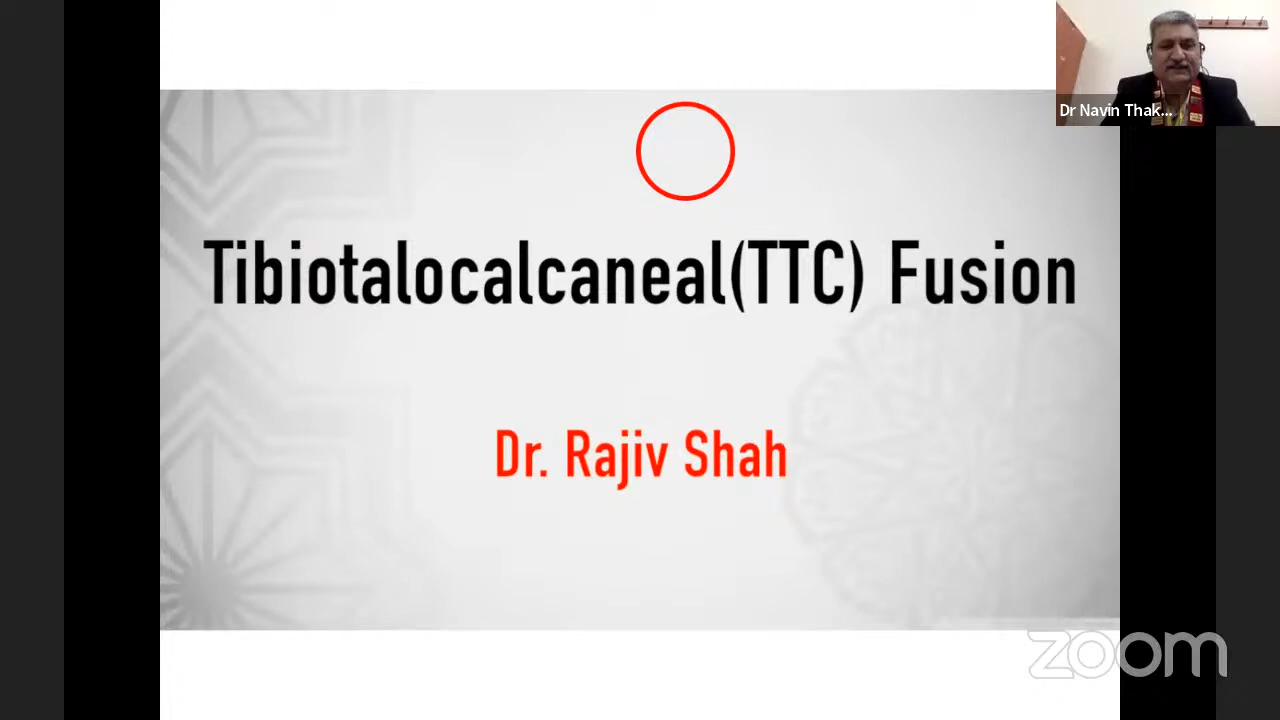 Dr Navin Thak...
Tibiotalocalcaneal(TTC) Fusion
Dr. Rajiv Shah
zoom